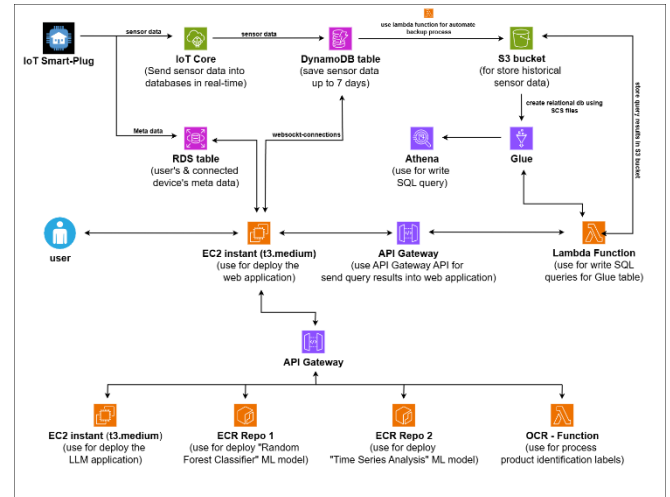 use lambda function for automate
backup process
sensor data
sensor data
IoT Smart-Plug
IoT Core
(Send sensor data into
databases in real-time)
DynamoDB table
(save sensor data
up to 7 days)
S3 bucket
(for store historical
sensor data)
store query results in S3 bucket
create relational db using
SCS files
Meta data
websockt-connections
RDS table
(user's & connected
device's meta data)
Athena
(use for write
SQL query)
Glue
user
EC2 instant (t3.medium)
(use for deploy the
web application)
API Gateway
(use API Gateway API for
send query results into web application)
Lambda Function
(use for write SQL
queries for Glue table)
API Gateway
EC2 instant (t3.medium)
(use for deploy the
LLM application)
ECR Repo 1
(use for deploy "Random
Forest Classifier" ML model)
ECR Repo 2
(use for deploy
"Time Series Analysis" ML model)
OCR - Function
(use for process
product identification labels)